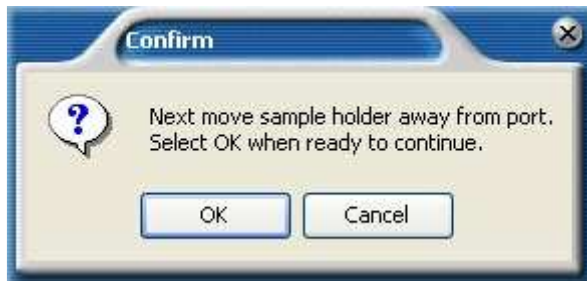 Confirm
Next move sample holder away from port.
Select OK when ready to continue.
OK
Cancel